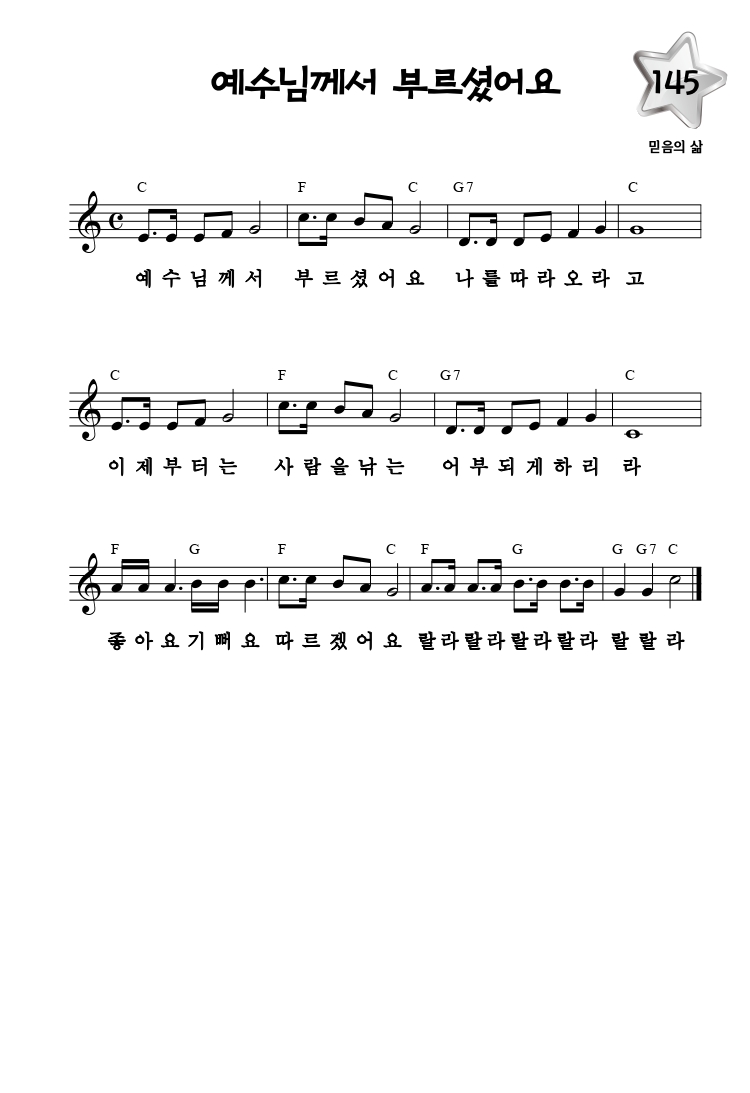 예수님께서 부르셨어요
145
믿음의 삶
C F C G7 C
예수님께서 부르셨어요 나를따라오라고
C F C G7 C
이제부터는 사람을낚는 어부되게하리라
F G F C F G G G7 C
좋아요기뻐요 따르겠어요 랄라랄라랄라랄라 랄랄라